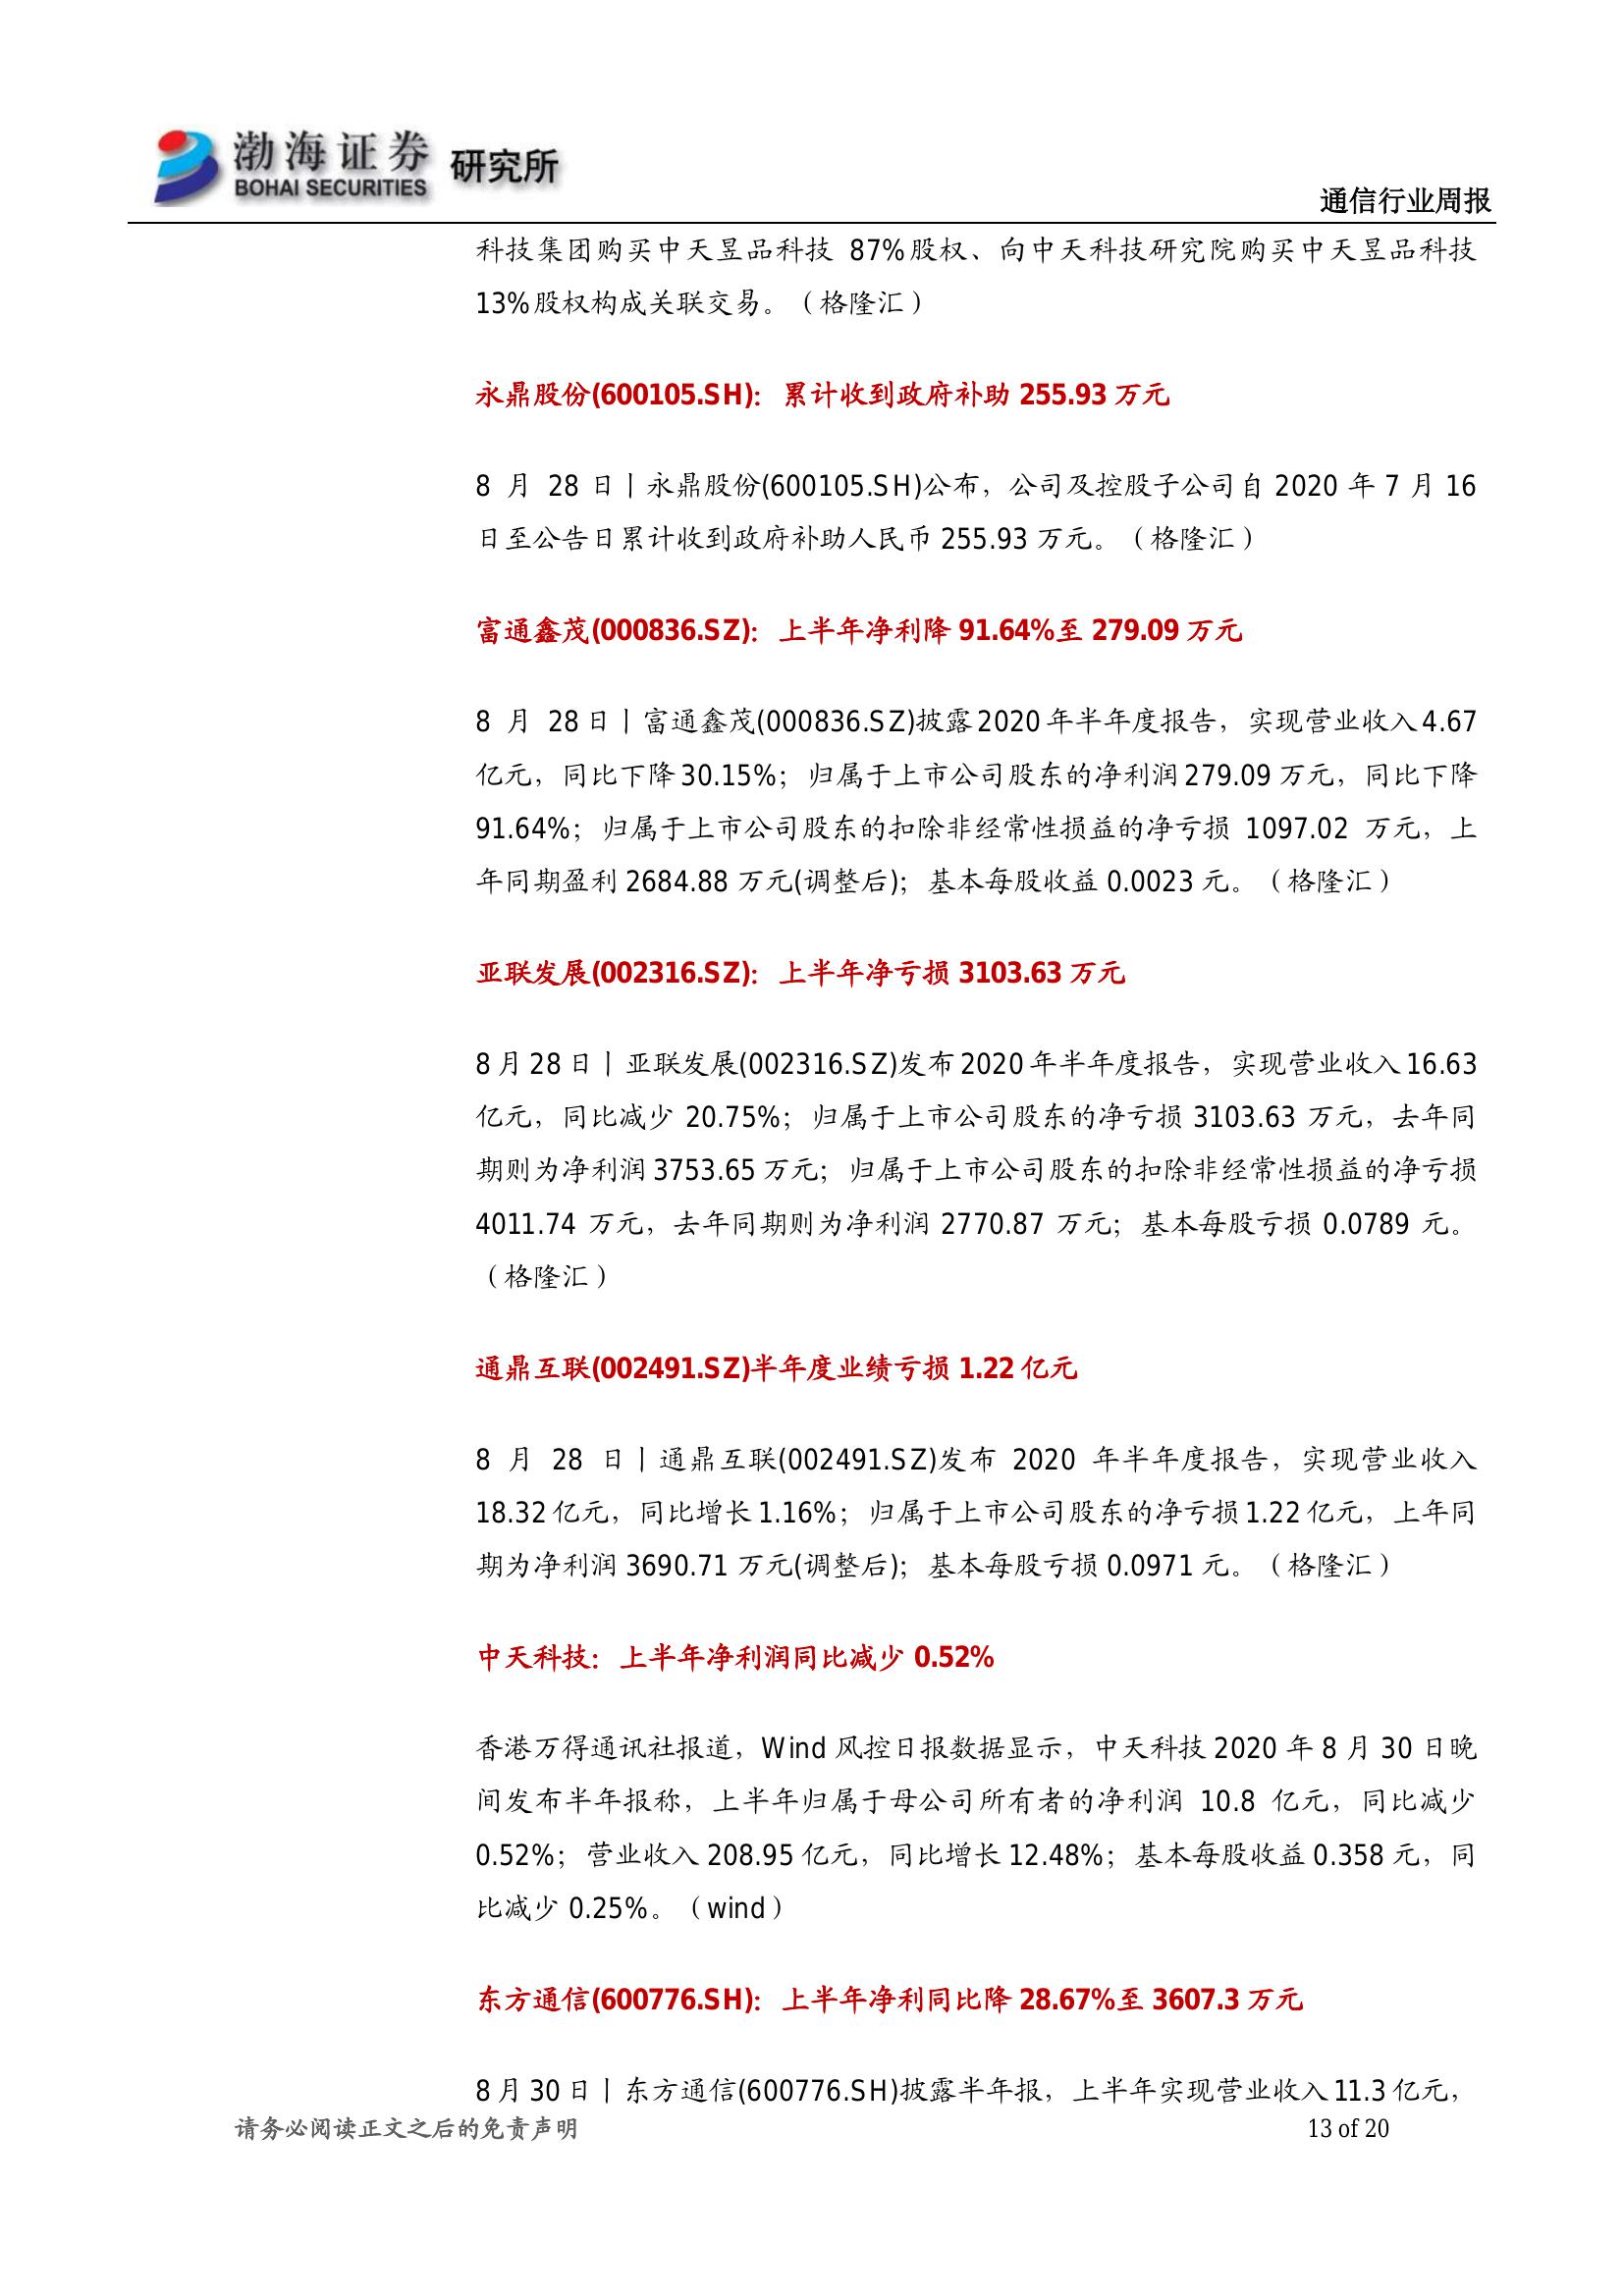 渤海证券 研究所
BOHAI SECURITIES
通信行业周报
科技集团购买中天昱品科技 87%股权、向中天科技研究院购买中天昱品科技
13%股权构成关联交易。（格隆汇）
永鼎股份(600105.SH)：累计收到政府补助 255.93 万元
8 月 28 日丨永鼎股份(600105.SH)公布，公司及控股子公司自 2020 年 7 月 16
日至公告日累计收到政府补助人民币 255.93 万元。（格隆汇）
富通鑫茂(000836.SZ)：上半年净利降 91.64%至 279.09 万元
8 月 28 日丨富通鑫茂(000836.SZ)披露 2020 年半年度报告，实现营业收入 4.67
亿元，同比下降 30.15%；归属于上市公司股东的净利润 279.09 万元，同比下降
91.64%；归属于上市公司股东的扣除非经常性损益的净亏损 1097.02 万元，上
年同期盈利 2684.88 万元(调整后)；基本每股收益 0.0023 元。（格隆汇）
亚联发展(002316.SZ)：上半年净亏损 3103.63 万元
8 月 28 日丨亚联发展(002316.SZ)发布 2020 年半年度报告，实现营业收入 16.63
亿元，同比减少 20.75%；归属于上市公司股东的净亏损 3103.63 万元，去年同
期则为净利润 3753.65 万元；归属于上市公司股东的扣除非经常性损益的净亏损
4011.74 万元，去年同期则为净利润 2770.87 万元；基本每股亏损 0.0789 元。
（格隆汇）
通鼎互联(002491.SZ)半年度业绩亏损 1.22 亿元
8 月 28 日丨通鼎互联(002491.SZ)发布 2020 年半年度报告，实现营业收入
18.32 亿元，同比增长 1.16%；归属于上市公司股东的净亏损 1.22 亿元，上年同
期为净利润 3690.71 万元(调整后)；基本每股亏损 0.0971 元。（格隆汇）
中天科技：上半年净利润同比减少 0.52%
香港万得通讯社报道，Wind 风控日报数据显示，中天科技 2020 年 8 月 30 日晚
间发布半年报称，上半年归属于母公司所有者的净利润 10.8 亿元，同比减少
0.52%；营业收入 208.95 亿元，同比增长 12.48%；基本每股收益 0.358 元，同
比减少 0.25%。（wind）
东方通信(600776.SH)：上半年净利同比降 28.67%至 3607.3 万元
8 月 30 日丨东方通信(600776.SH)披露半年报，上半年实现营业收入 11.3 亿元，
请务必阅读正文之后的免责声明
13 of 20